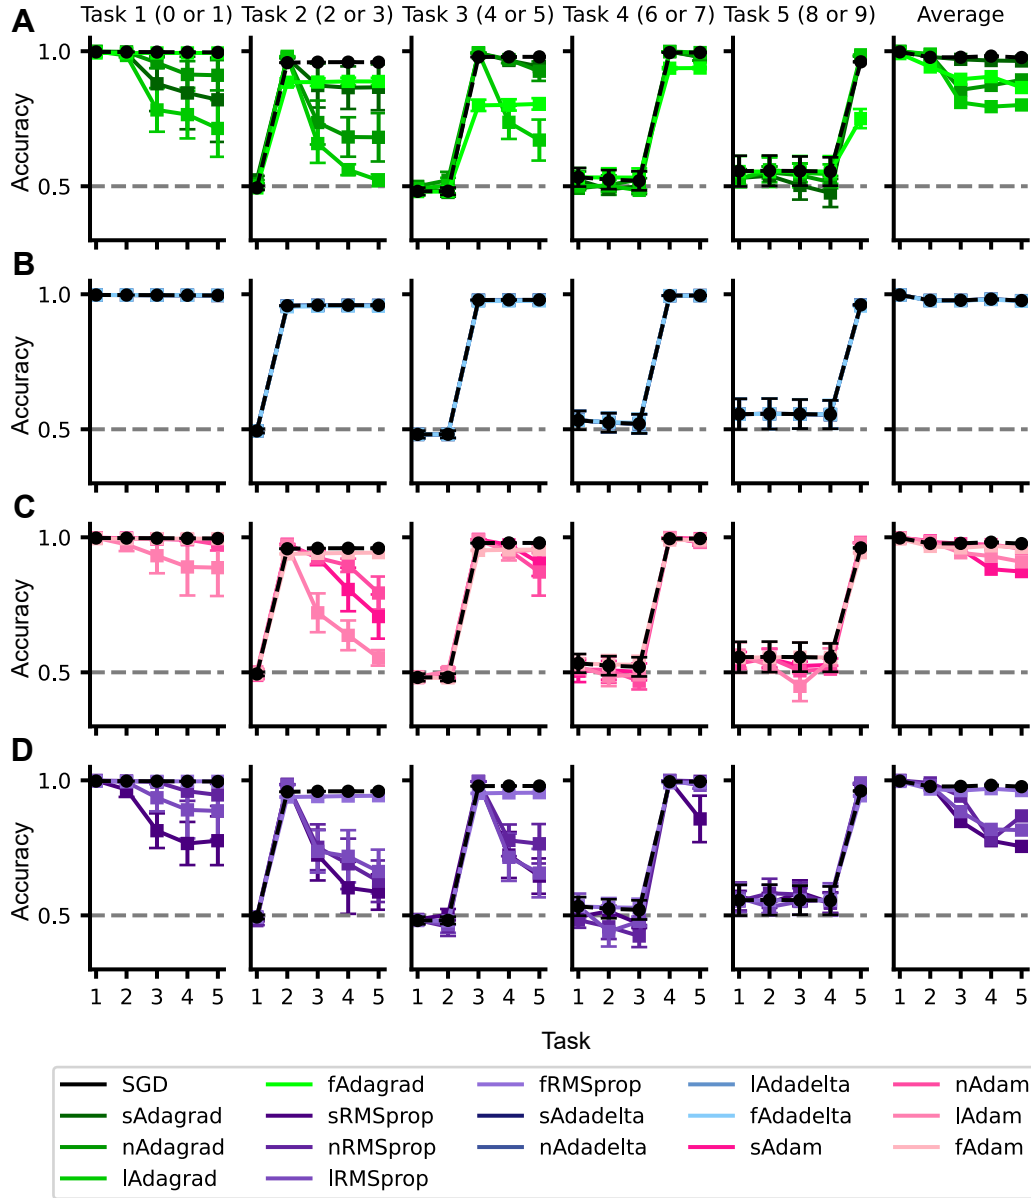 A
Task 1 (0 or 1) Task 2 (2 or 3) Task 3 (4 or 5) Task 4 (6 or 7) Task 5 (8 or 9) Average
1.0
Accuracy
0.5
B
1.0
Accuracy
0.5
C
1.0
Accuracy
0.5
D
1.0
Accuracy
0.5
1 2 3 4 5 1 2 3 4 5 1 2 3 4 5 1 2 3 4 5 1 2 3 4 5 1 2 3 4 5
Task
SGD fAdagrad fRMSprop lAdadelta nAdam
sAdagrad sRMSprop sAdadelta fAdadelta lAdam
nAdagrad nRMSprop nAdadelta sAdam fAdam
lAdagrad lRMSprop